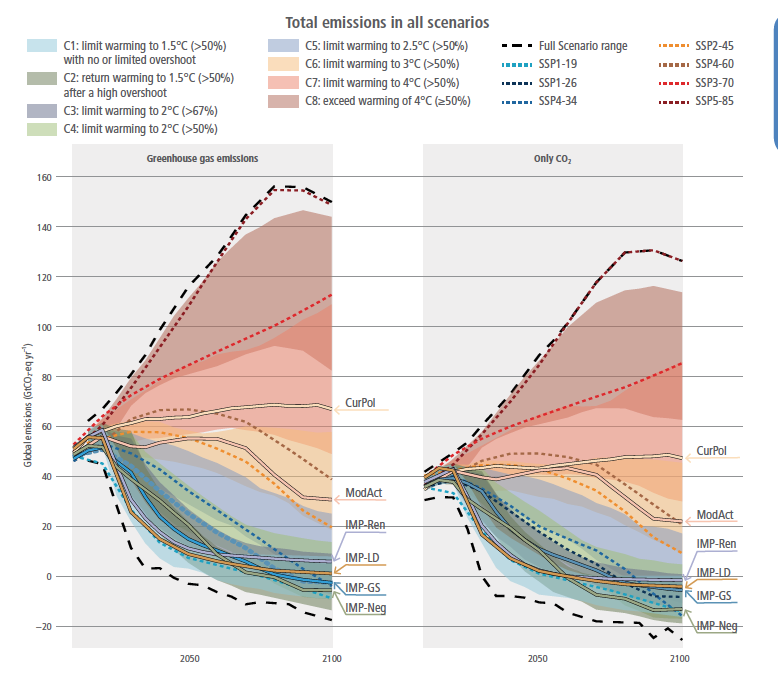 Total emissions in all scenarios
C1: limit warming to 1.5°C (>50%)
with no or limited overshoot
C2: return warming to 1.5°C (>50%)
after a high overshoot
C3: limit warming to 2°C (>67%)
C4: limit warming to 2°C (>50%)
C5: limit warming to 2.5°C (>50%)
C6: limit warming to 3°C (>50%)
C7: limit warming to 4°C (>50%)
C8: exceed warming of 4°C (≥50%)
Full Scenario range
SSP1-19
SSP1-26
SSP4-34
SSP2-45
SSP4-60
SSP3-70
SSP5-85
Greenhouse gas emissions
Only CO₂
Global emissions (GtCO₂-eq yr⁻¹)
160
140
120
100
80
60
40
20
0
−20
CurPol
ModAct
IMP-Ren
IMP-LD
IMP-GS
IMP-Neg
2050
2100
CurPol
ModAct
IMP-Ren
IMP-LD
IMP-GS
IMP-Neg
2050
2100